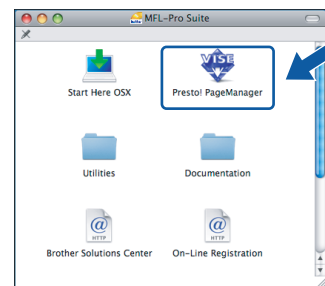 MFL-Pro Suite
Start Here OSX
VISE
Presto! PageManager
Utilities
Documentation
@
HTTP
Brother Solutions Center
@
HTTP
On-Line Registration